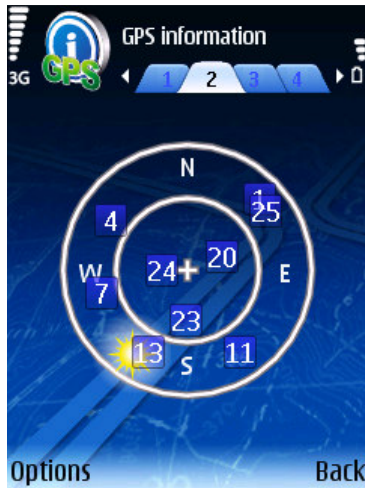 GPS information
3G
GPS
1 2 3 4
N
1
25
4
20
24
W
E
7
23
13
11
S
Options Back